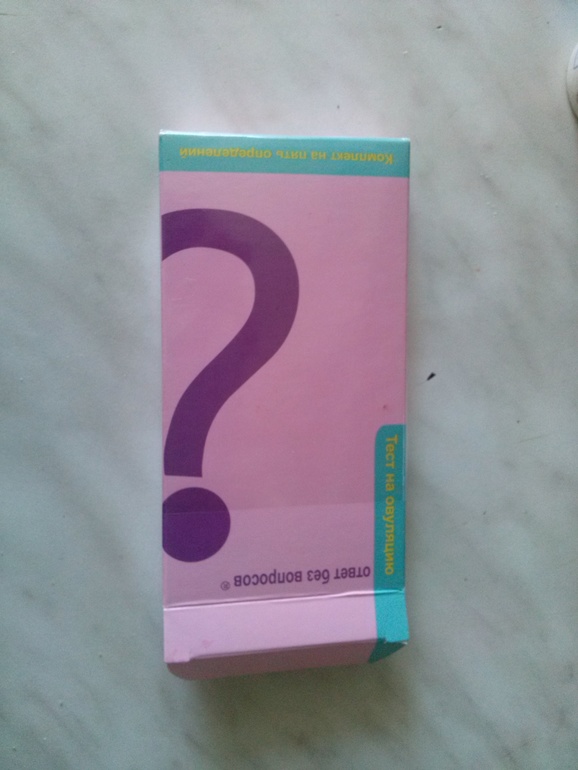 Комплект на пять определений
?
Тест на овуляцию
ответ без вопросов®